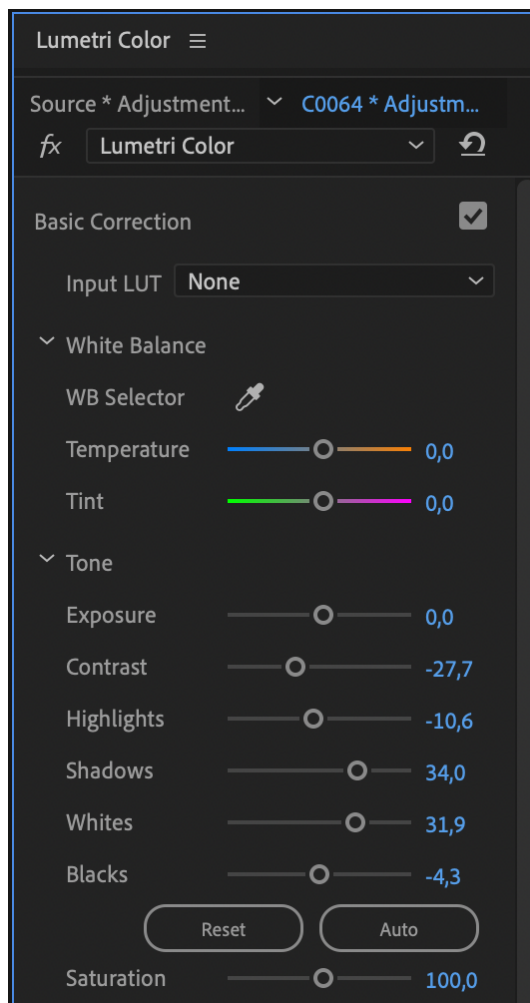 Lumetri Color
Source * Adjustment... C0064 * Adjustm...
fx Lumetri Color
Basic Correction
Input LUT None
White Balance
WB Selector
Temperature 0,0
Tint 0,0
Tone
Exposure 0,0
Contrast -27,7
Highlights -10,6
Shadows 34,0
Whites 31,9
Blacks -4,3
Reset Auto
Saturation 100,0